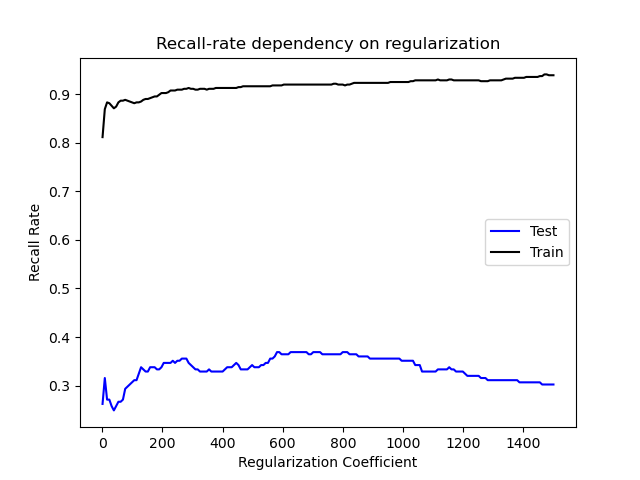 Recall-rate dependency on regularization
Recall Rate
0.9
0.8
0.7
0.6
0.5
0.4
0.3
Test
Train
0 200 400 600 800 1000 1200 1400
Regularization Coefficient